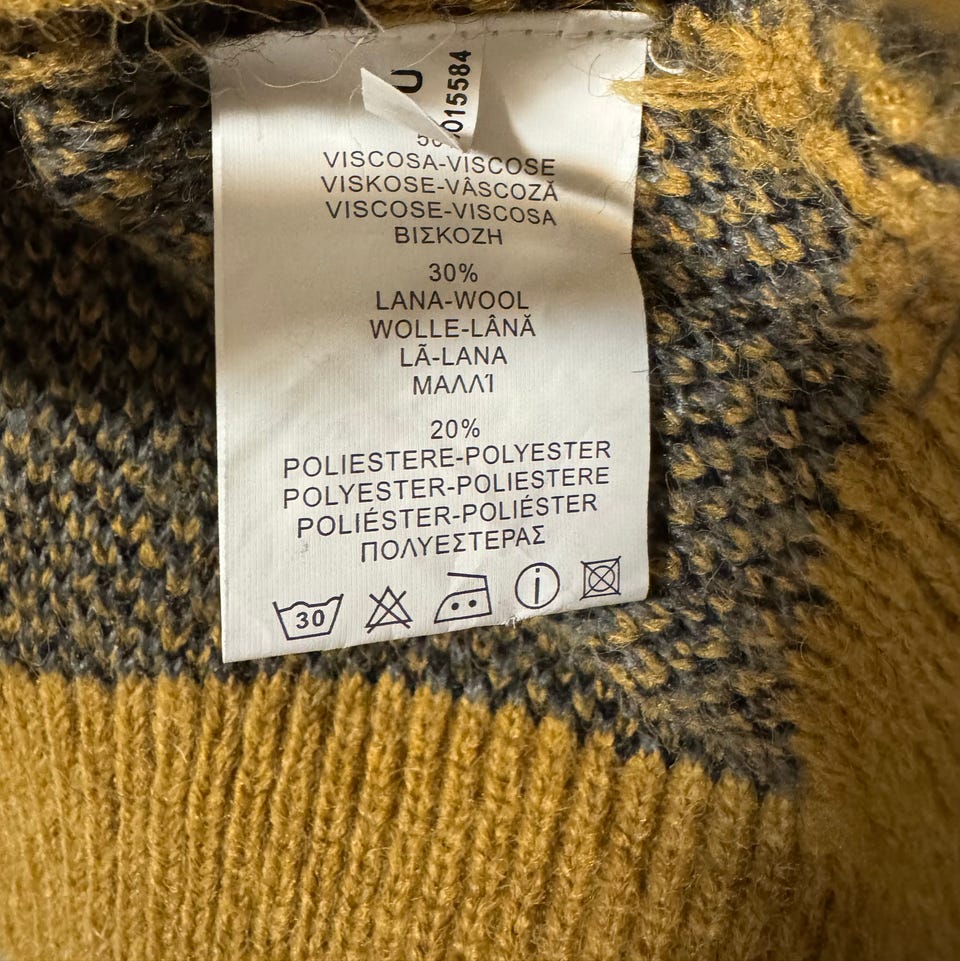 U
015584
VISCOSA-VISCOSE
VISKOSE-VÂSCOZĂ
VISCOSE-VISCOSA
ΒΙΣΚΟΖΗ
30%
LANA-WOOL
WOLLE-LÂNĂ
LÃ-LANA
ΜΑΛΛΊ
20%
POLIESTERE-POLYESTER
POLYESTER-POLIESTERE
POLIÉSTER-POLIÉSTER
ΠΟΛΥΕΣΤΕΡΑΣ
30
i